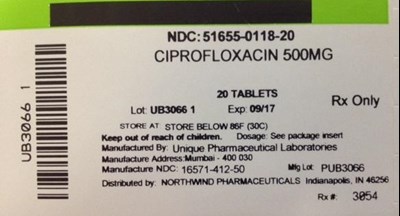 NDC: 51655-0118-20
CIPROFLOXACIN 500MG
20 TABLETS
Lot: UB3066 1 Exp: 09/17
Rx Only
STORE AT STORE BELOW 86F (30C)
Keep out of reach of children. Dosage: See package insert
Manufactured By: Unique Pharmaceutical Laboratories
Manufacture Address:Mumbai - 400 030
Manufacture NDC: 16571-412-50 Mfg Lot: PUB3066
Distributed by: NORTHWIND PHARMACEUTICALS Indianapolis, IN 46256
Rx #: 3054
UB3066 1